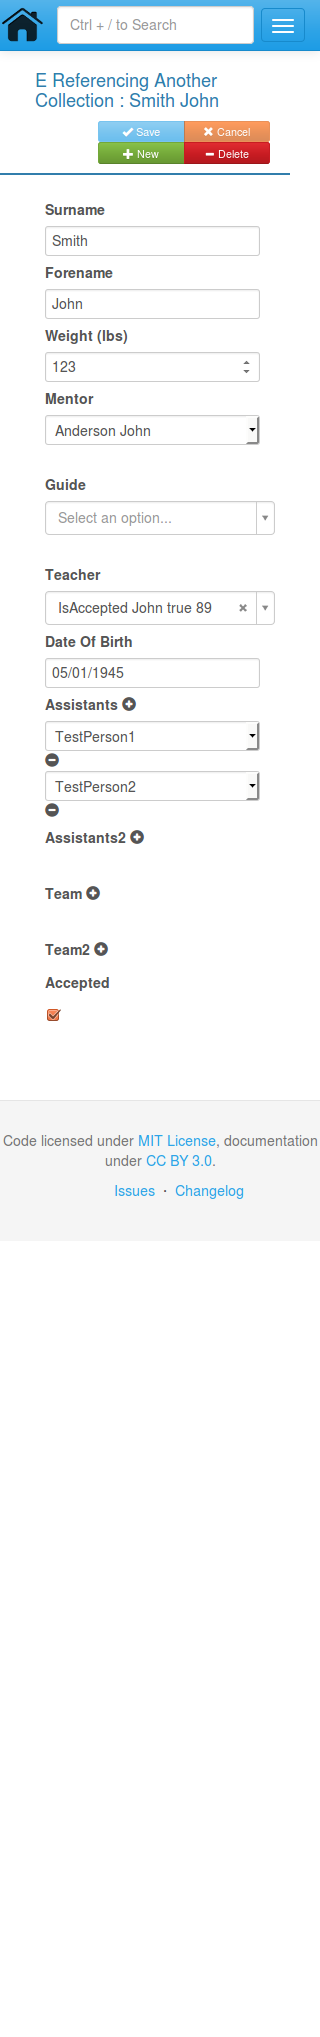 Ctrl + / to Search
E Referencing Another
Collection : Smith John
Save Cancel
New Delete
Surname
Smith
Forename
John
Weight (lbs)
123
Mentor
Anderson John
Guide
Select an option...
Teacher
IsAccepted John true 89
Date Of Birth
05/01/1945
Assistants
TestPerson1
TestPerson2
Assistants2
Team
Team2
Accepted
Code licensed under MIT License, documentation
under CC BY 3.0.
Issues · Changelog